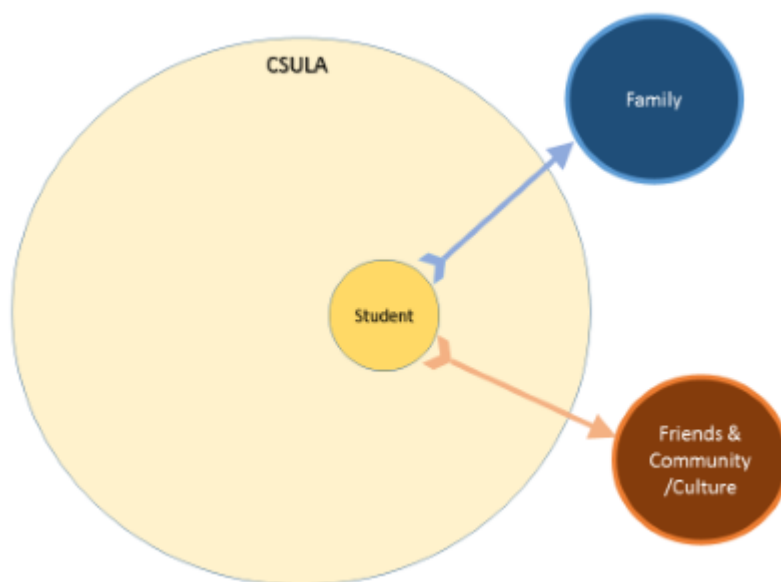 CSULA
Family
Student
Friends &
Community
/Culture